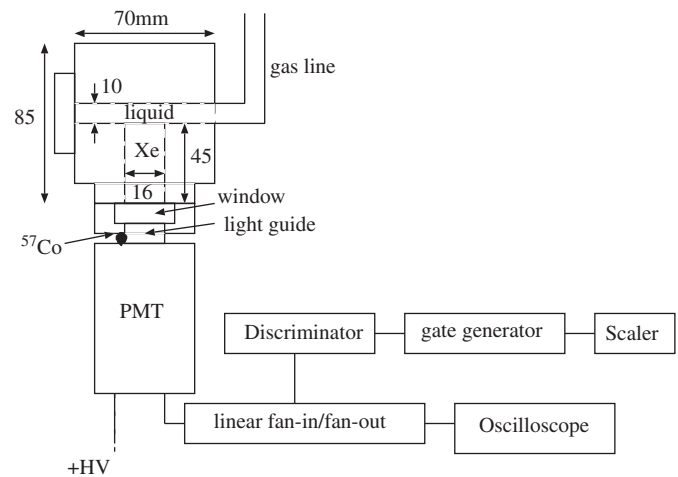 70mm
gas line
10
liquid
85
Xe
45
16
window
light guide
57Co
PMT
Discriminator
gate generator
Scaler
linear fan-in/fan-out
Oscilloscope
+HV